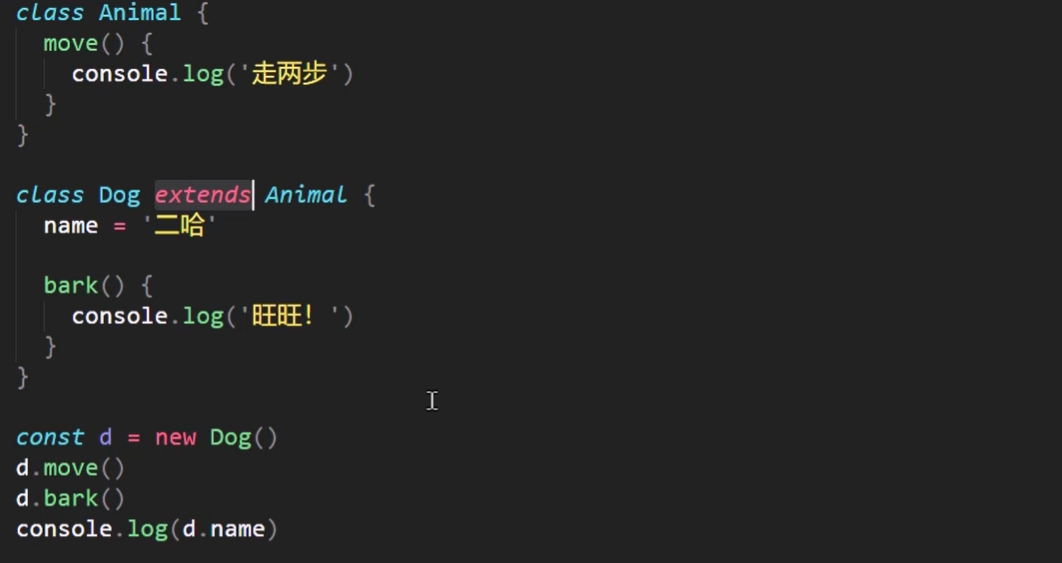 class Animal {
move() {
console.log('走两步')
}
}
class Dog extends Animal {
name = '二哈'
bark() {
console.log('旺旺！')
}
}
const d = new Dog()
d.move()
d.bark()
console.log(d.name)